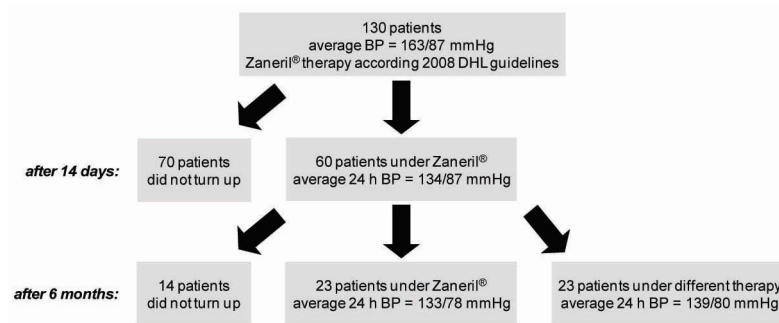 130 patients
average BP = 163/87 mmHg
Zaneril® therapy according 2008 DHL guidelines
after 14 days:
70 patients
did not turn up
60 patients under Zaneril®
average 24 h BP = 134/87 mmHg
after 6 months:
14 patients
did not turn up
23 patients under Zaneril®
average 24 h BP = 133/78 mmHg
23 patients under different therapy
average 24 h BP = 139/80 mmHg